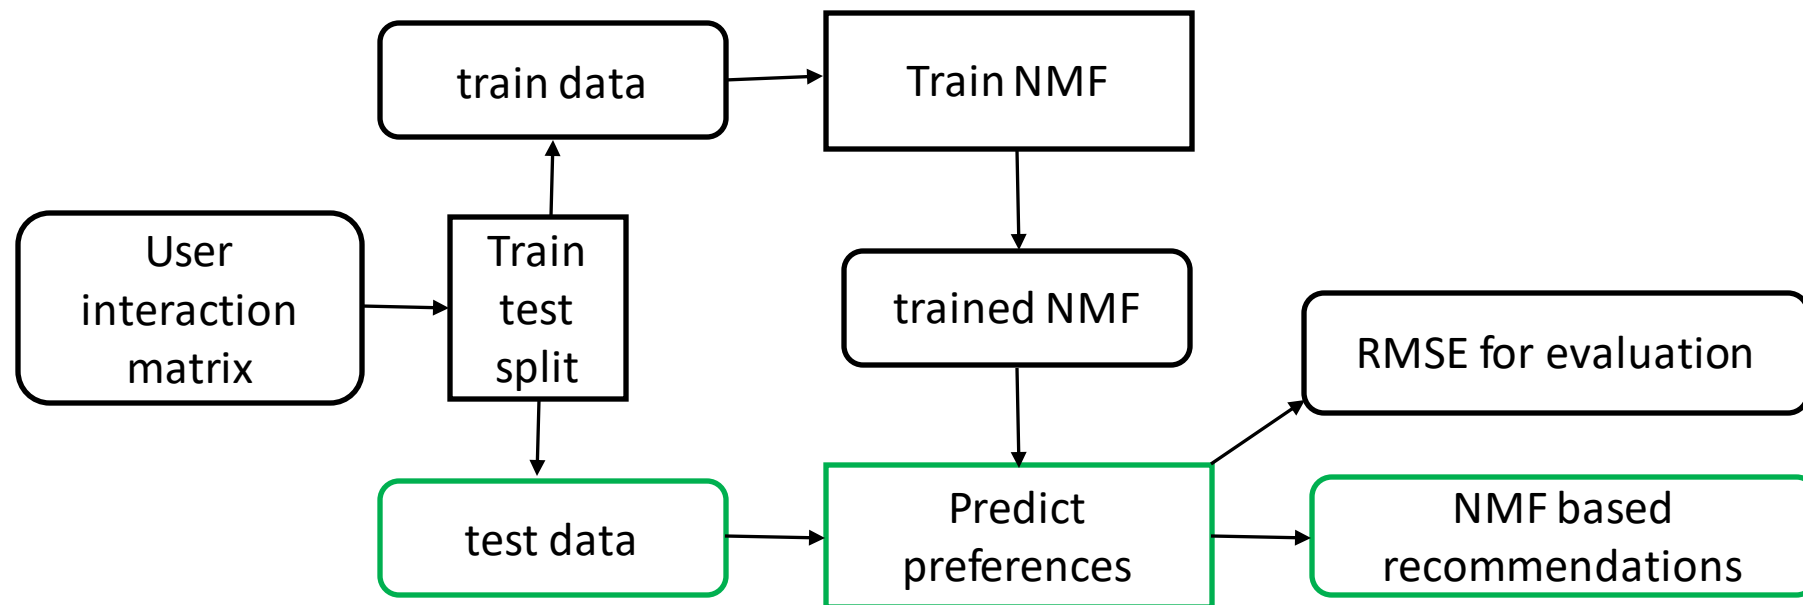 train data
Train NMF
User
interaction
matrix
Train
test
split
trained NMF
RMSE for evaluation
test data
Predict
preferences
NMF based
recommendations